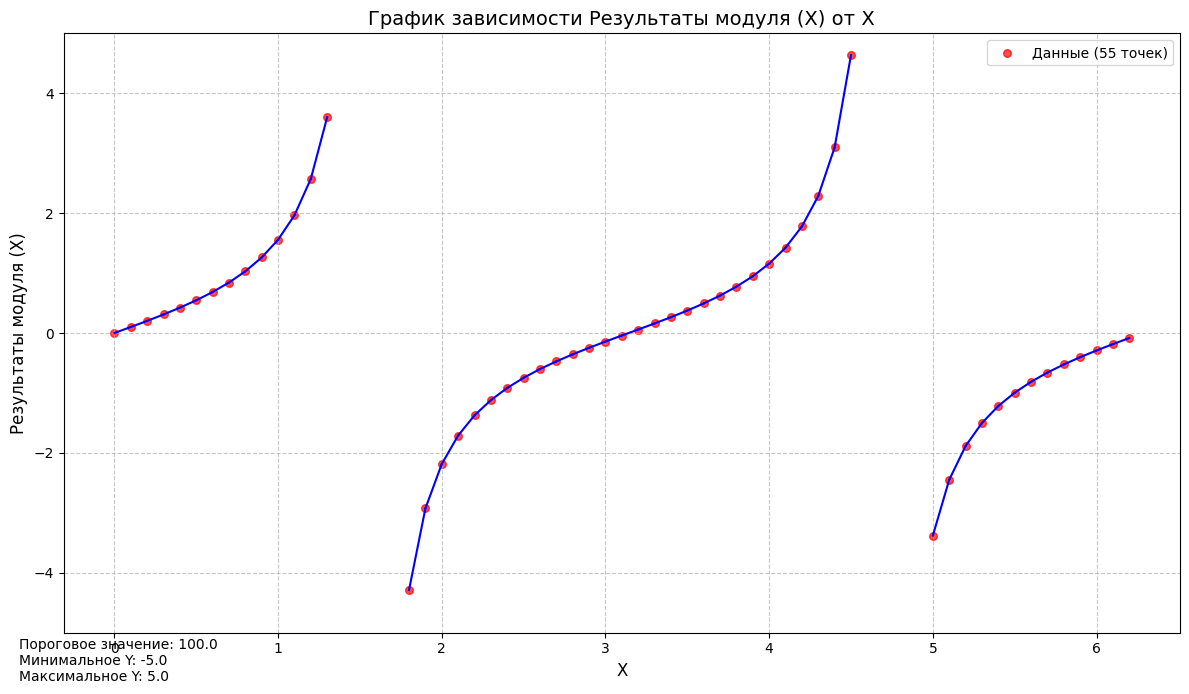 График зависимости Результаты модуля (X) от X
Данные (55 точек)
Результаты модуля (X)
4
2
0
−2
−4
0
1
2
3
4
5
6
X
Пороговое значение: 100.0
Минимальное Y: -5.0
Максимальное Y: 5.0